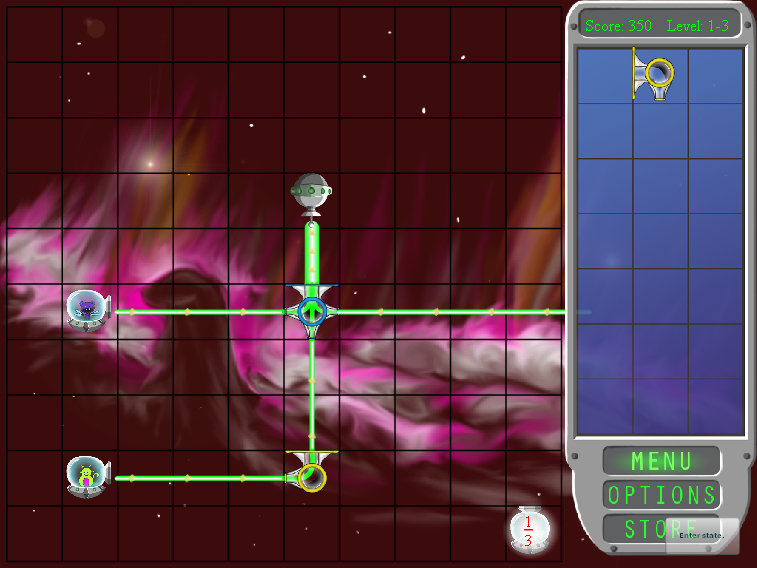 Score: 350 Level: 1-3
MENU
OPTIONS
STORE
Enter state.
1
3